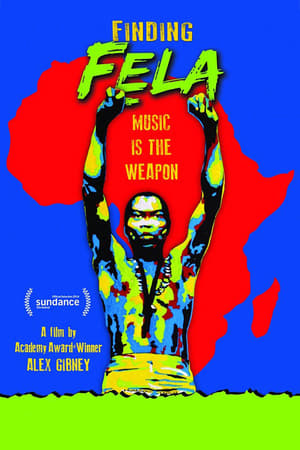 FINDING
FELA
MUSIC
IS THE
WEAPON
sundance
A film by
Academy Award® Winner
ALEX GIBNEY